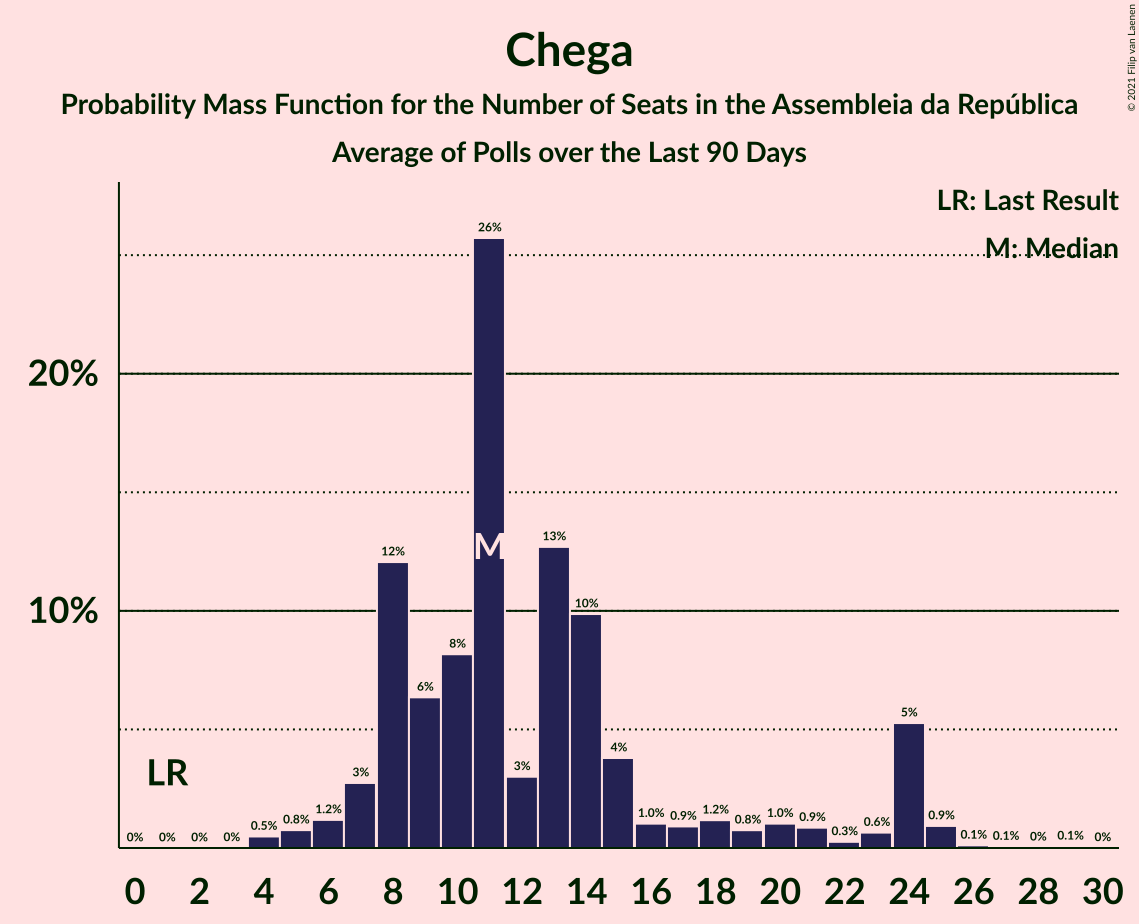 Chega
Probability Mass Function for the Number of Seats in the Assembleia da República
Average of Polls over the Last 90 Days
© 2021 Filip van Laenen
LR: Last Result
M: Median
26%
20%
M
13%
12%
10%
10%
8%
6%
5%
4%
3%
3%
LR
0% 0% 0% 0% 0.5% 0.8% 1.2% 1.0% 0.9% 1.2% 0.8% 1.0% 0.9% 0.3% 0.6% 0.9% 0.1% 0.1% 0% 0.1% 0%
0 2 4 6 8 10 12 14 16 18 20 22 24 26 28 30